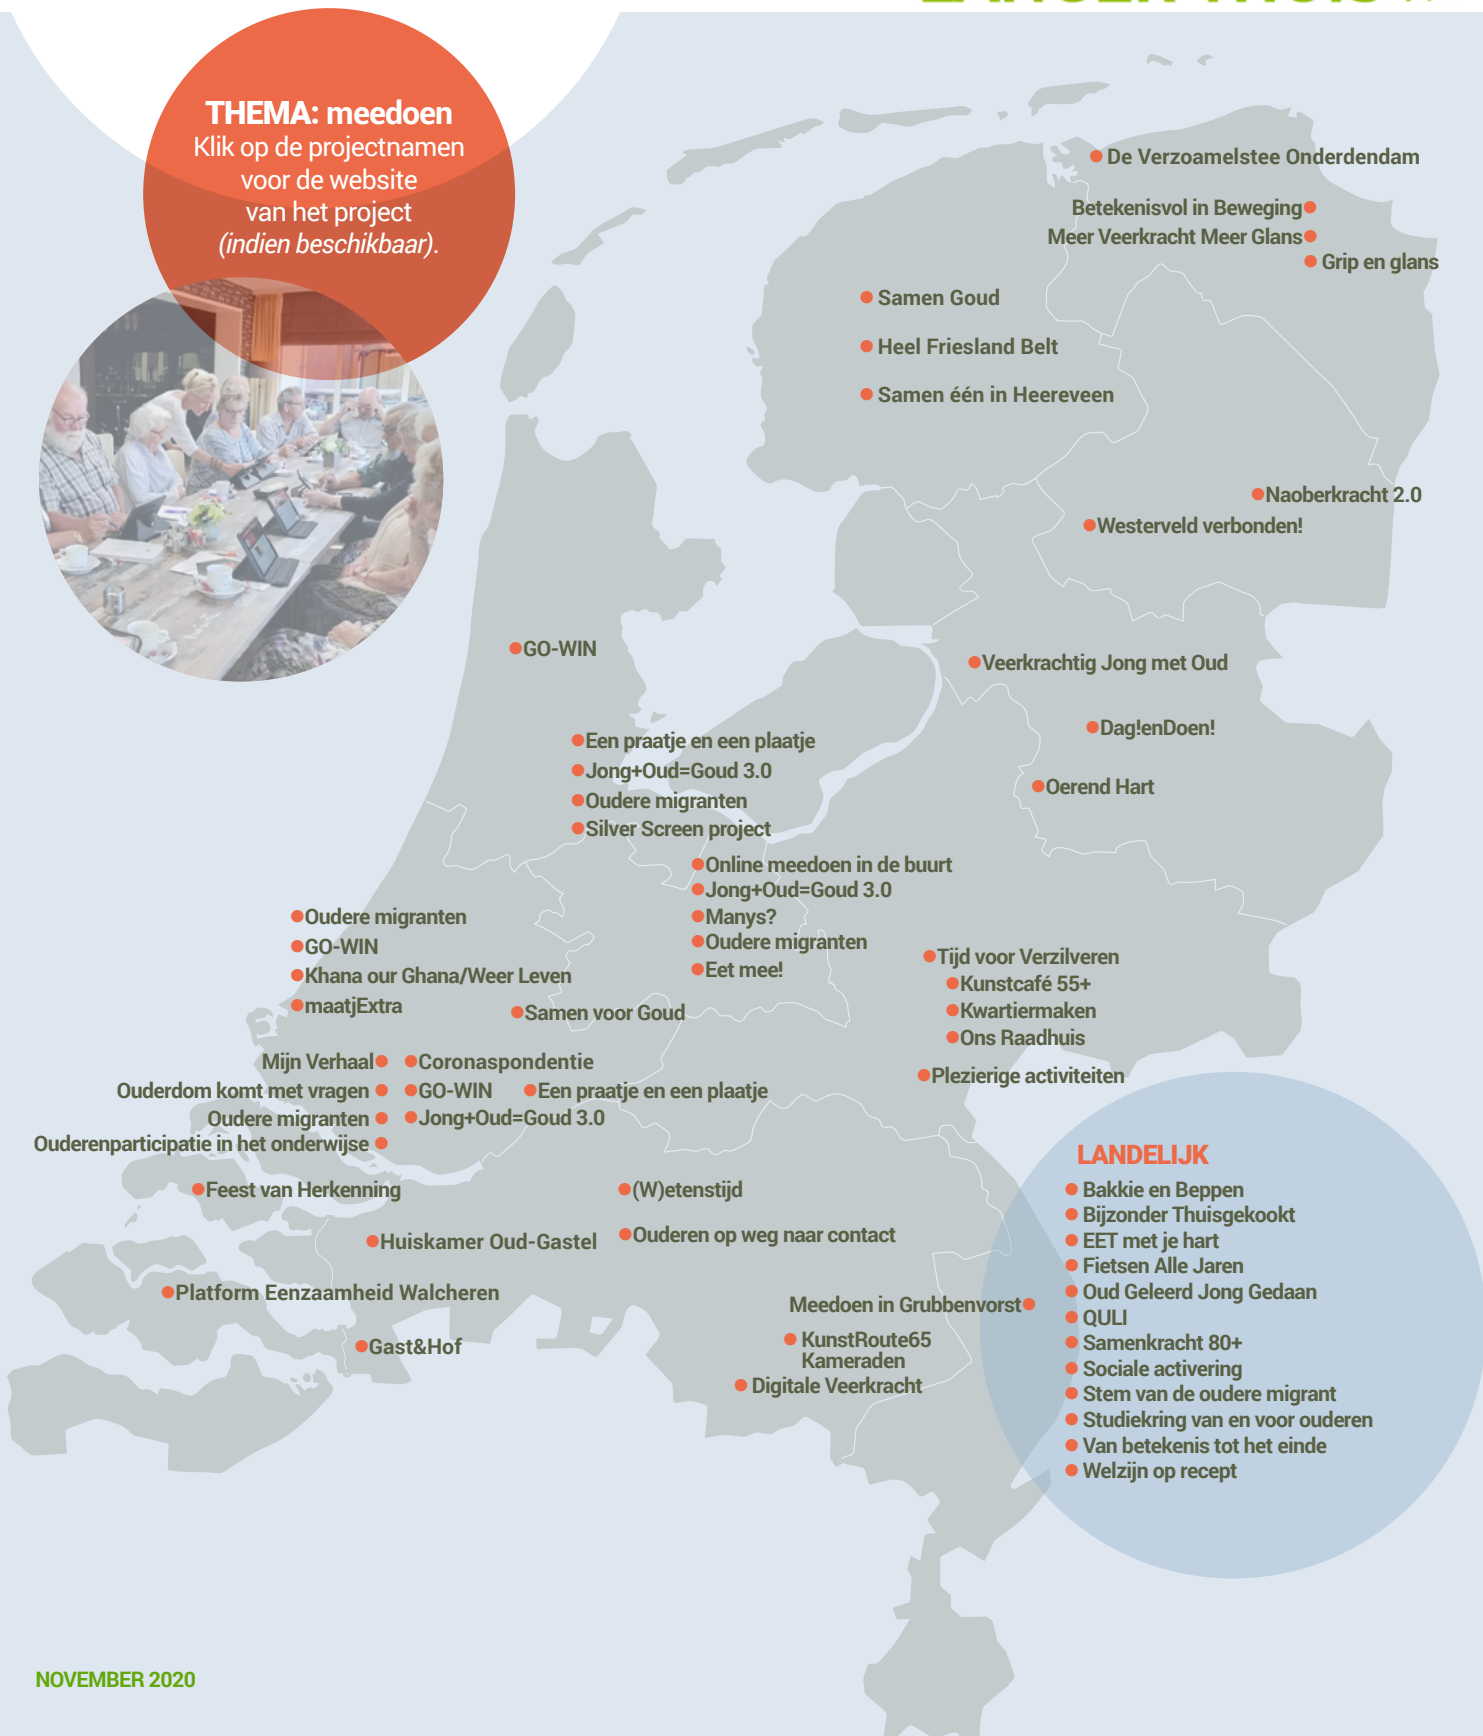 LANGER THUIS
THEMA: meedoen
Klik op de projectnamen
voor de website
van het project
(indien beschikbaar).
De Verzoamelstee Onderdendam
Betekenisvol in Beweging
Meer Veerkracht Meer Glans
Grip en glans
Samen Goud
Heel Friesland Belt
Samen één in Heereveen
Naoberkracht 2.0
Westerveld verbonden!
GO-WIN
Veerkrachtig Jong met Oud
Dag!enDoen!
Oerend Hart
Een praatje en een plaatje
Jong+Oud=Goud 3.0
Oudere migranten
Silver Screen project
Online meedoen in de buurt
Jong+Oud=Goud 3.0
Manys?
Oudere migranten
Eet mee!
Oudere migranten
GO-WIN
Khana our Ghana/Weer Leven
maatjExtra
Samen voor Goud
Tijd voor Verzilveren
Kunstcafé 55+
Kwartiermaken
Ons Raadhuis
Plezierige activiteiten
Mijn Verhaal
Ouderdom komt met vragen
Oudere migranten
Ouderenparticipatie in het onderwijse
Coronaspondentie
GO-WIN
Jong+Oud=Goud 3.0
Een praatje en een plaatje
Feest van Herkenning
(W)etenstijd
Huiskamer Oud-Gastel
Ouderen op weg naar contact
Platform Eenzaamheid Walcheren
Gast&Hof
Meedoen in Grubbenvorst
KunstRoute65
Kameraden
Digitale Veerkracht
LANDELIJK
Bakkie en Beppen
Bijzonder Thuisgekookt
EET met je hart
Fietsen Alle Jaren
Oud Geleerd Jong Gedaan
QULI
Samenkracht 80+
Sociale activering
Stem van de oudere migrant
Studiekring van en voor ouderen
Van betekenis tot het einde
Welzijn op recept
NOVEMBER 2020